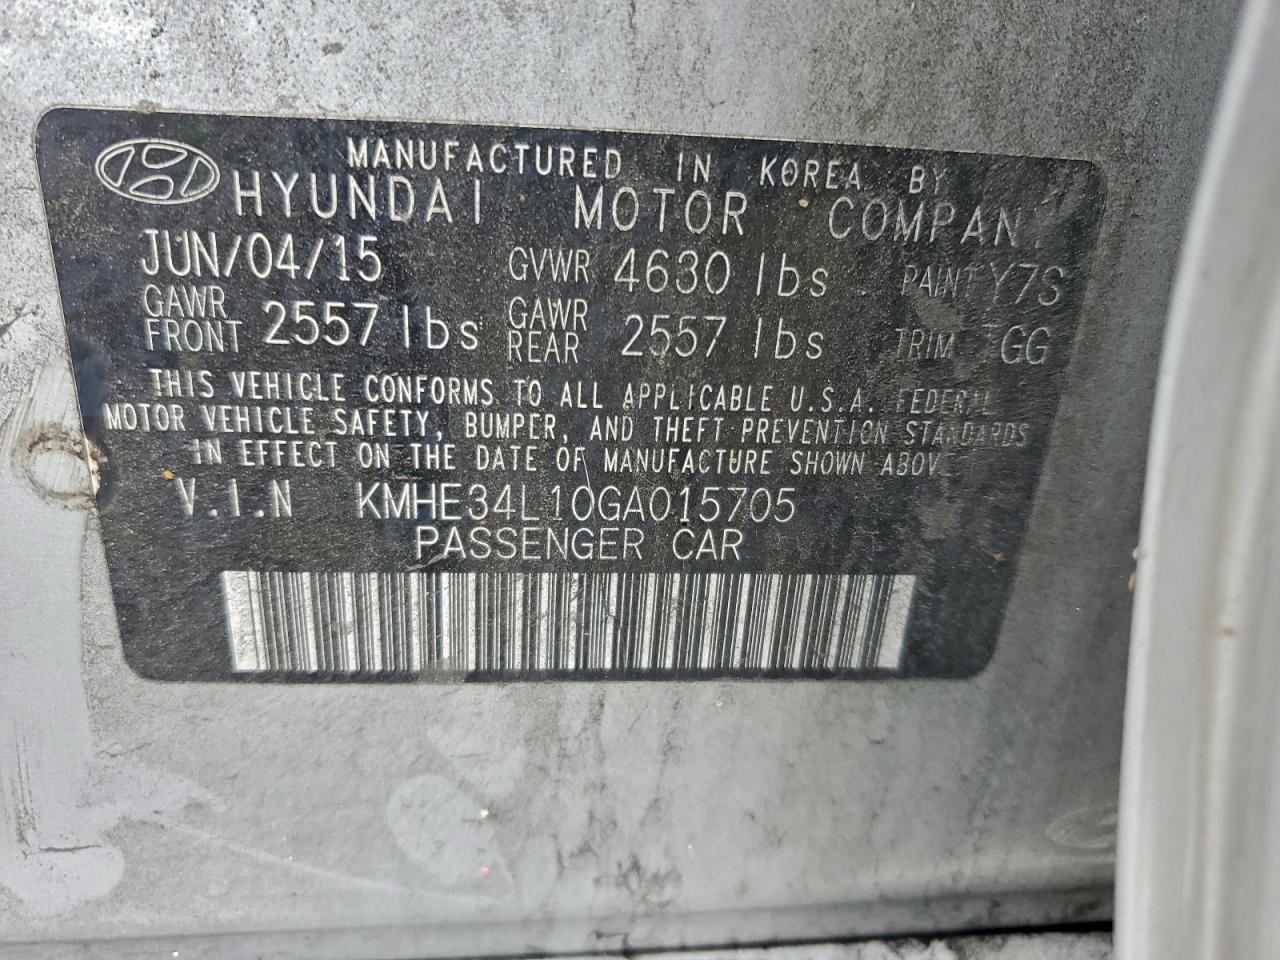 MANUFACTURED IN KOREA BY
HYUNDAI MOTOR COMPANY
JUN/04/15 GVWR 4630 lbs PAINT Y7S
GAWR FRONT 2557 lbs GAWR REAR 2557 lbs TRIM TGG
THIS VEHICLE CONFORMS TO ALL APPLICABLE U.S.A. FEDERAL
MOTOR VEHICLE SAFETY, BUMPER, AND THEFT PREVENTION STANDARDS
IN EFFECT ON THE DATE OF MANUFACTURE SHOWN ABOVE
V.I.N KMHE34L10GA015705
PASSENGER CAR